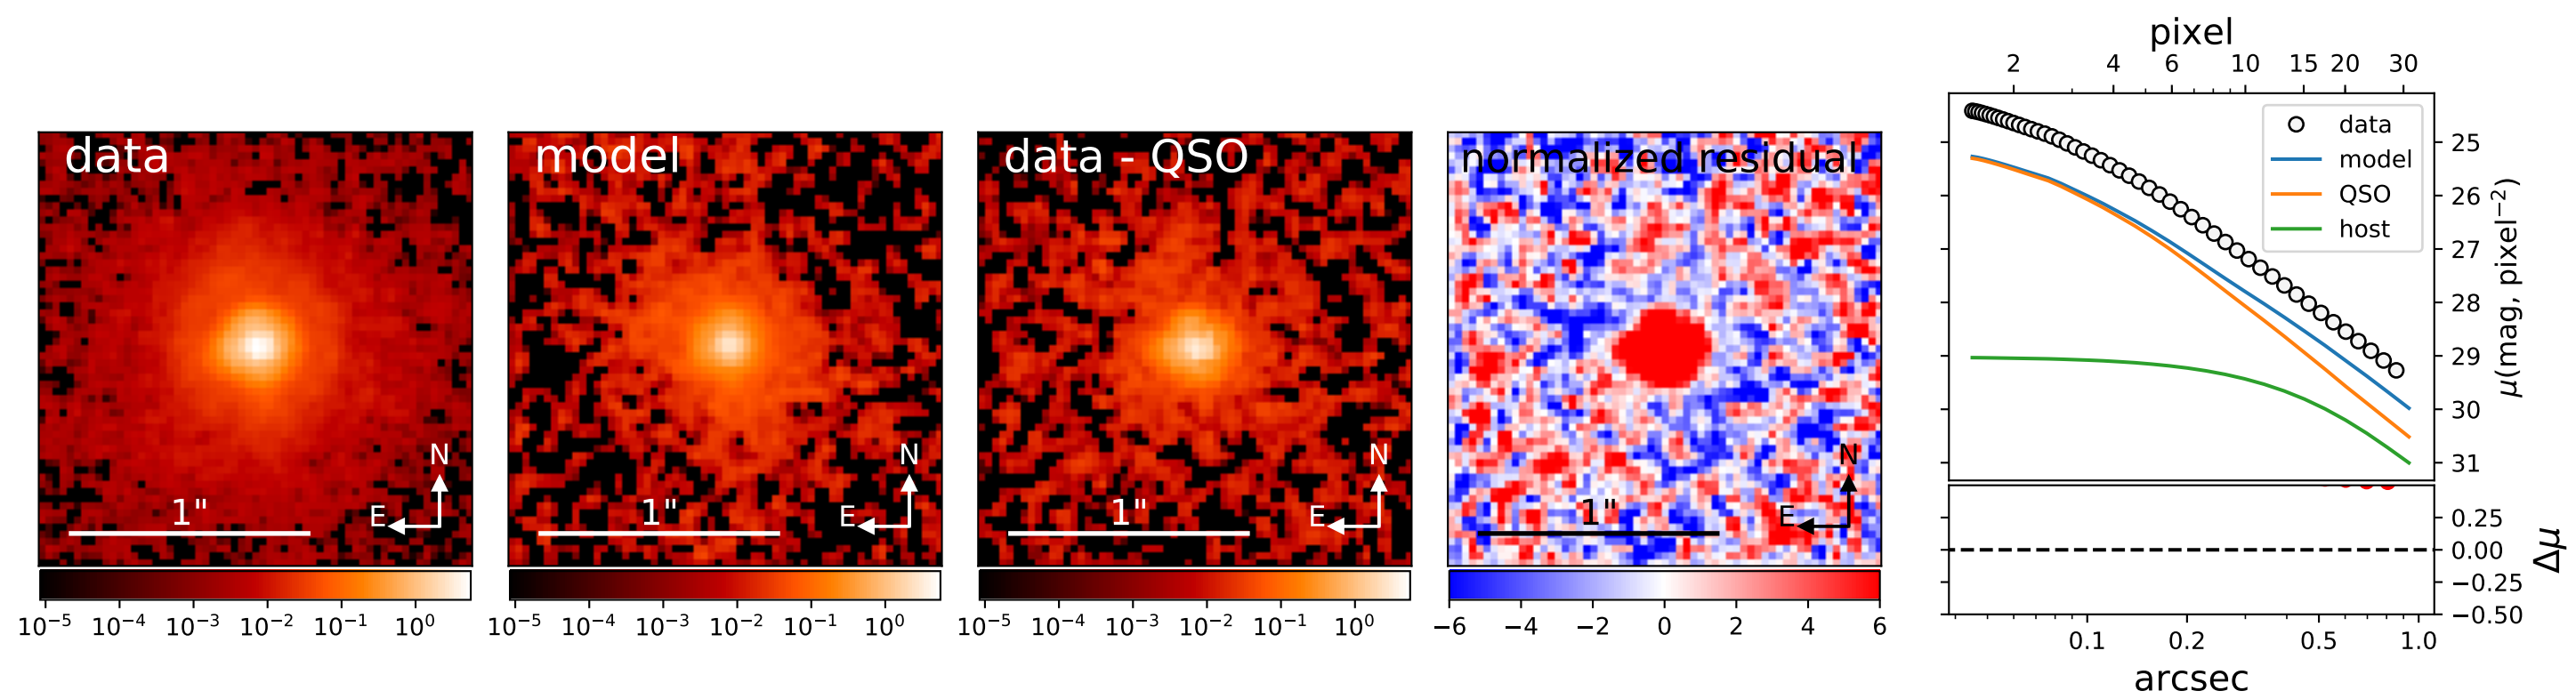 data
N
E
1"
10⁻⁵ 10⁻⁴ 10⁻³ 10⁻² 10⁻¹ 10⁰
model
N
E
1"
10⁻⁵ 10⁻⁴ 10⁻³ 10⁻² 10⁻¹ 10⁰
data - QSO
N
E
1"
10⁻⁵ 10⁻⁴ 10⁻³ 10⁻² 10⁻¹ 10⁰
normalized residual
N
E
1"
−6 −4 −2 0 2 4 6
pixel
2 4 6 10 15 20 30
data
model
QSO
host
25
26
27
28
29
30
31
μ(mag, pixel⁻²)
0.25
0.00
−0.25
−0.50
Δμ
0.1 0.2 0.5 1.0
arcsec